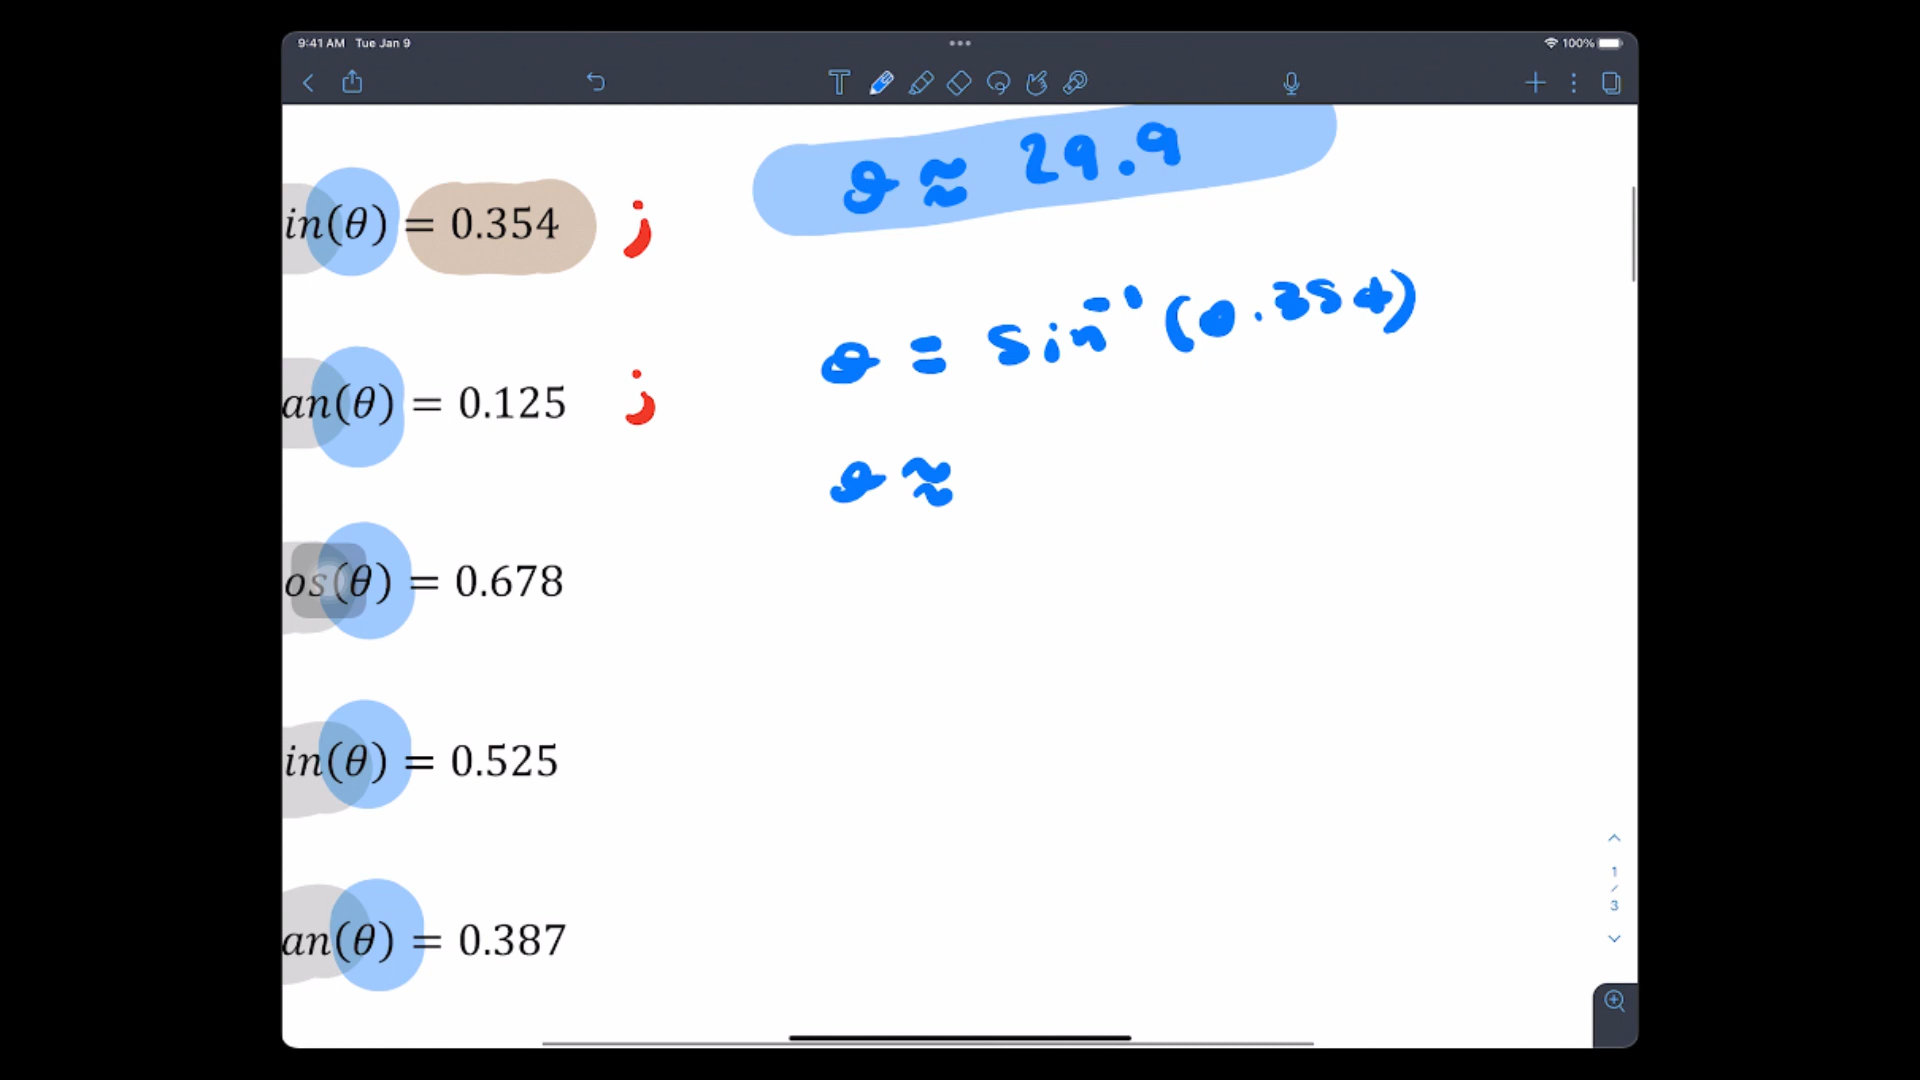 9:41 AM Tue Jan 9
100%
θ ≈ 29.9
in(θ) = 0.354 ;
θ = sin⁻¹(0.354)
an(θ) = 0.125 ;
θ ≈
os(θ) = 0.678
in(θ) = 0.525
1
/
3
an(θ) = 0.387